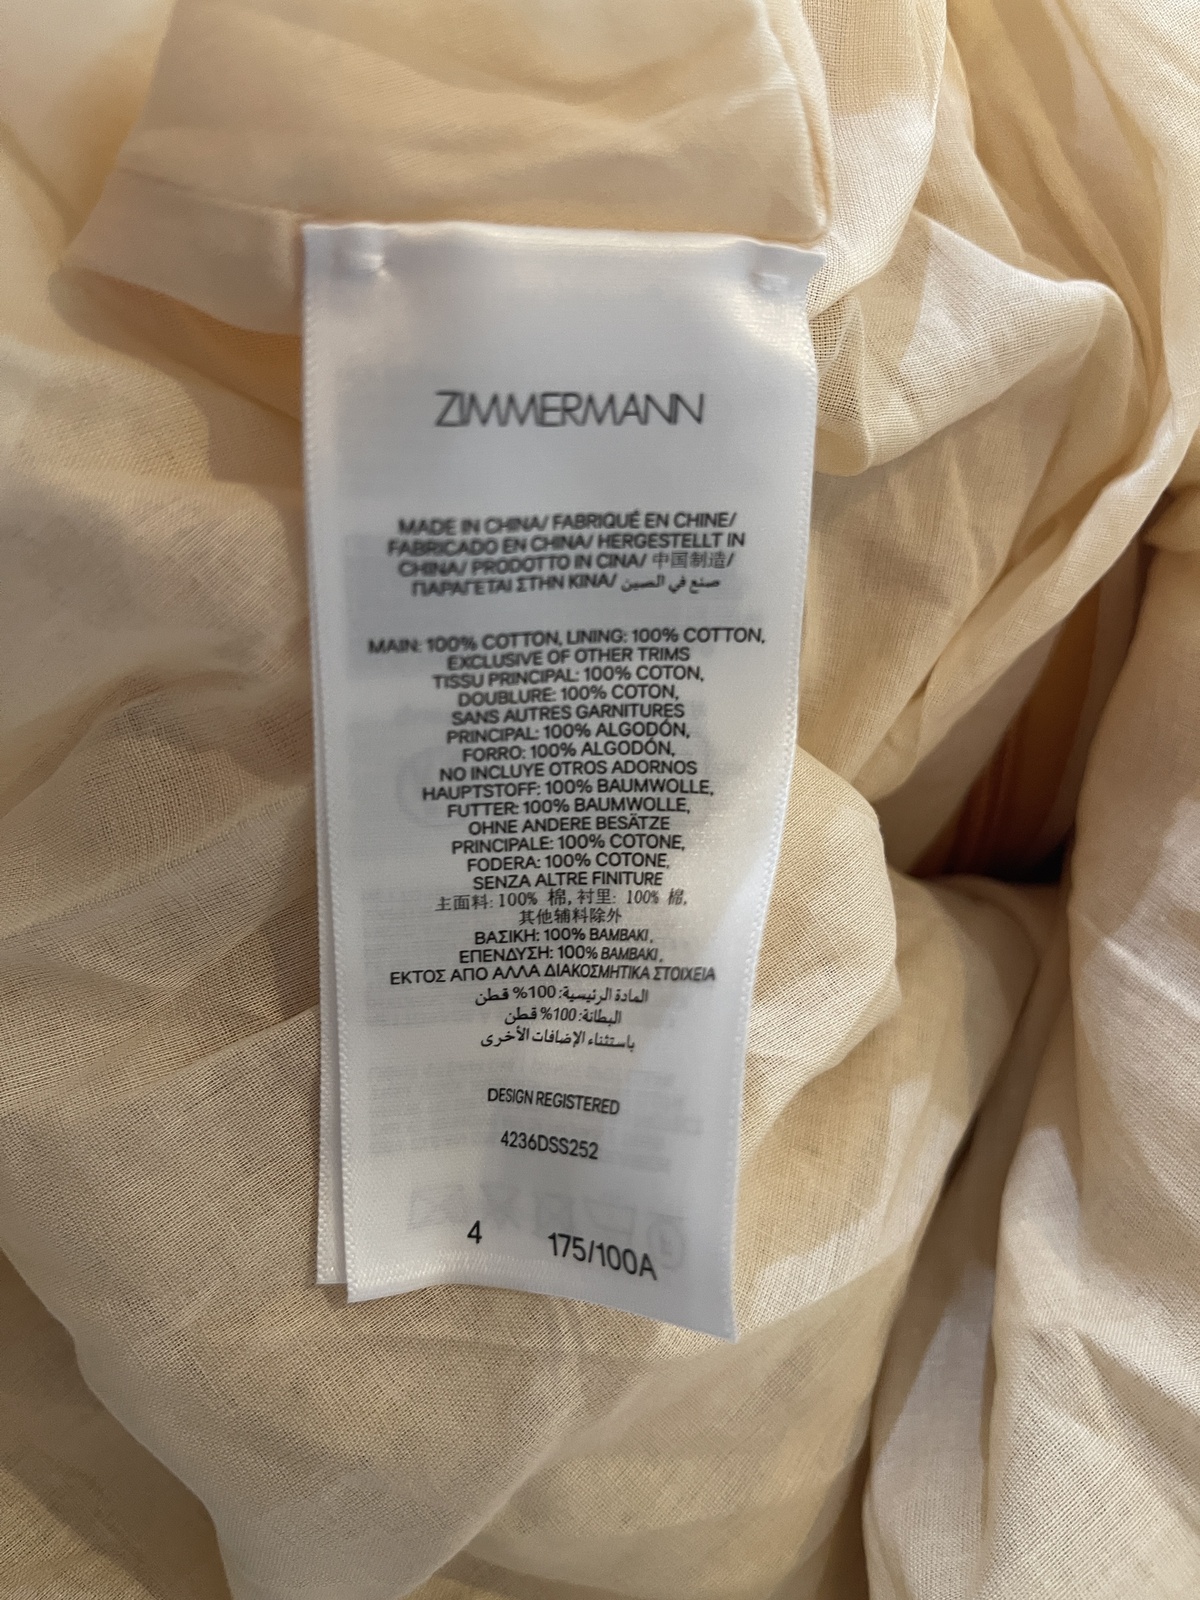 ZIMMERMANN
MADE IN CHINA/ FABRIQUÉ EN CHINE/
FABRICADO EN CHINA/ HERGESTELLT IN
CHINA/ PRODOTTO IN CINA/ 中国制造/
ΠΑΡΑΓΕΤΑΙ ΣΤΗΝ ΚΙΝΑ/ صنع في الصين
MAIN: 100% COTTON, LINING: 100% COTTON,
EXCLUSIVE OF OTHER TRIMS
TISSU PRINCIPAL: 100% COTON,
DOUBLURE: 100% COTON,
SANS AUTRES GARNITURES
PRINCIPAL: 100% ALGODÓN,
FORRO: 100% ALGODÓN,
NO INCLUYE OTROS ADORNOS
HAUPTSTOFF: 100% BAUMWOLLE,
FUTTER: 100% BAUMWOLLE,
OHNE ANDERE BESÄTZE
PRINCIPALE: 100% COTONE,
FODERA: 100% COTONE,
SENZA ALTRE FINITURE
主面料: 100% 棉, 衬里: 100% 棉,
其他辅料除外
ΒΑΣΙΚΗ: 100% ΒΑΜΒΑΚΙ,
ΕΠΕΝΔΥΣΗ: 100% ΒΑΜΒΑΚΙ,
ΕΚΤΟΣ ΑΠΟ ΑΛΛΑ ΔΙΑΚΟΣΜΗΤΙΚΑ ΣΤΟΙΧΕΙΑ
المادة الرئيسية: 100% قطن
البطانة: 100% قطن
باستثناء الإضافات الأخرى
DESIGN REGISTERED
4236DSS252
4 175/100A